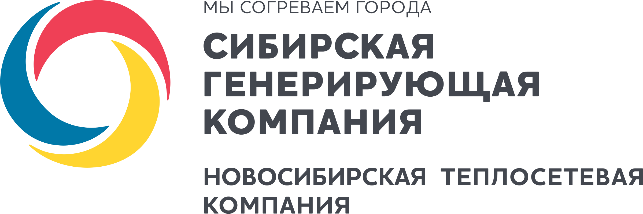 МЫ СОГРЕВАЕМ ГОРОДА
СИБИРСКАЯ
ГЕНЕРИРУЮЩАЯ
КОМПАНИЯ
НОВОСИБИРСКАЯ ТЕПЛОСЕТЕВАЯ
КОМПАНИЯ